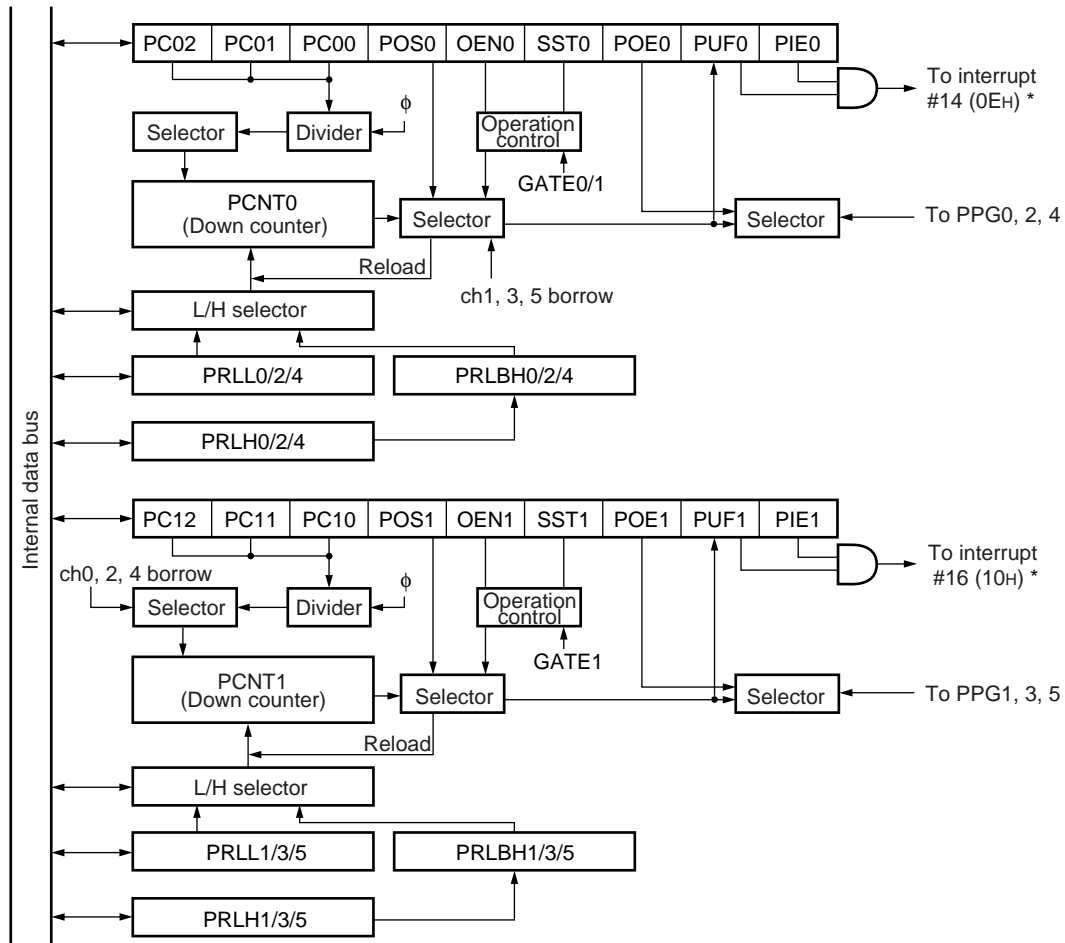 PC02 PC01 PC00 POS0 OEN0 SST0 POE0 PUF0 PIE0
To interrupt
#14 (0EH) *
ϕ
Selector
Divider
Operation
control
GATE0/1
PCNT0
(Down counter)
Selector
Selector
To PPG0, 2, 4
Reload
ch1, 3, 5 borrow
L/H selector
PRLL0/2/4
PRLBH0/2/4
PRLH0/2/4
Internal data bus
PC12 PC11 PC10 POS1 OEN1 SST1 POE1 PUF1 PIE1
To interrupt
#16 (10H) *
ch0, 2, 4 borrow
ϕ
Selector
Divider
Operation
control
GATE1
PCNT1
(Down counter)
Selector
Selector
To PPG1, 3, 5
Reload
L/H selector
PRLL1/3/5
PRLBH1/3/5
PRLH1/3/5